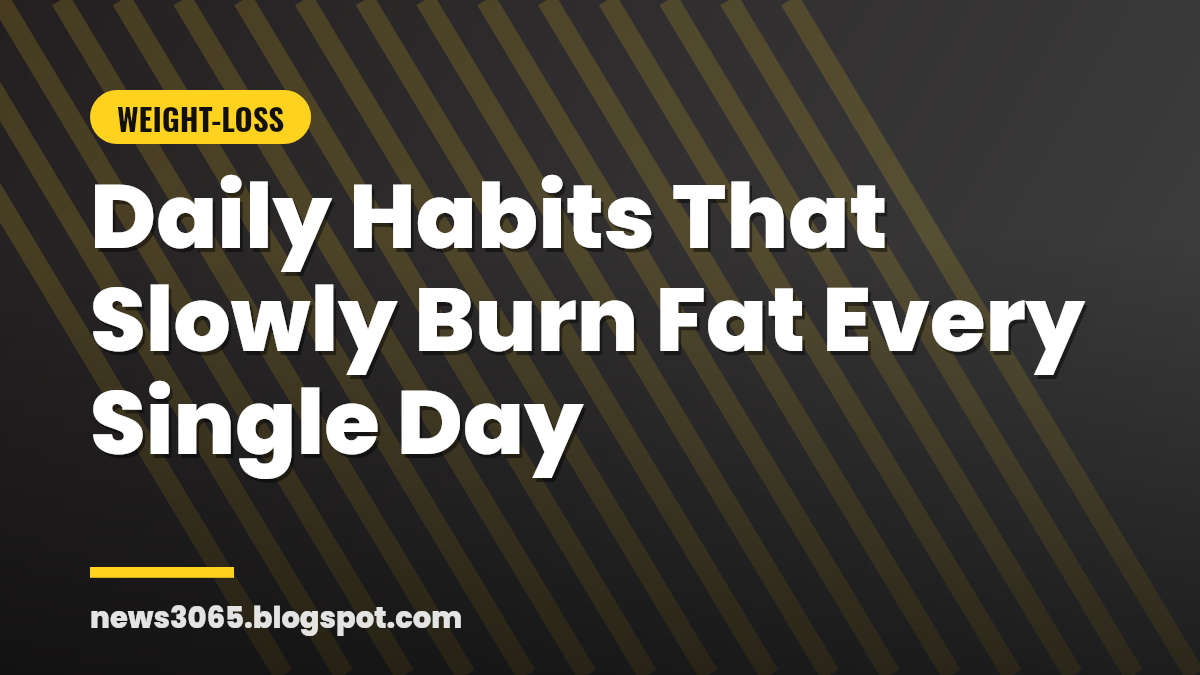 WEIGHT-LOSS
Daily Habits That
Slowly Burn Fat Every
Single Day
news3065.blogspot.com